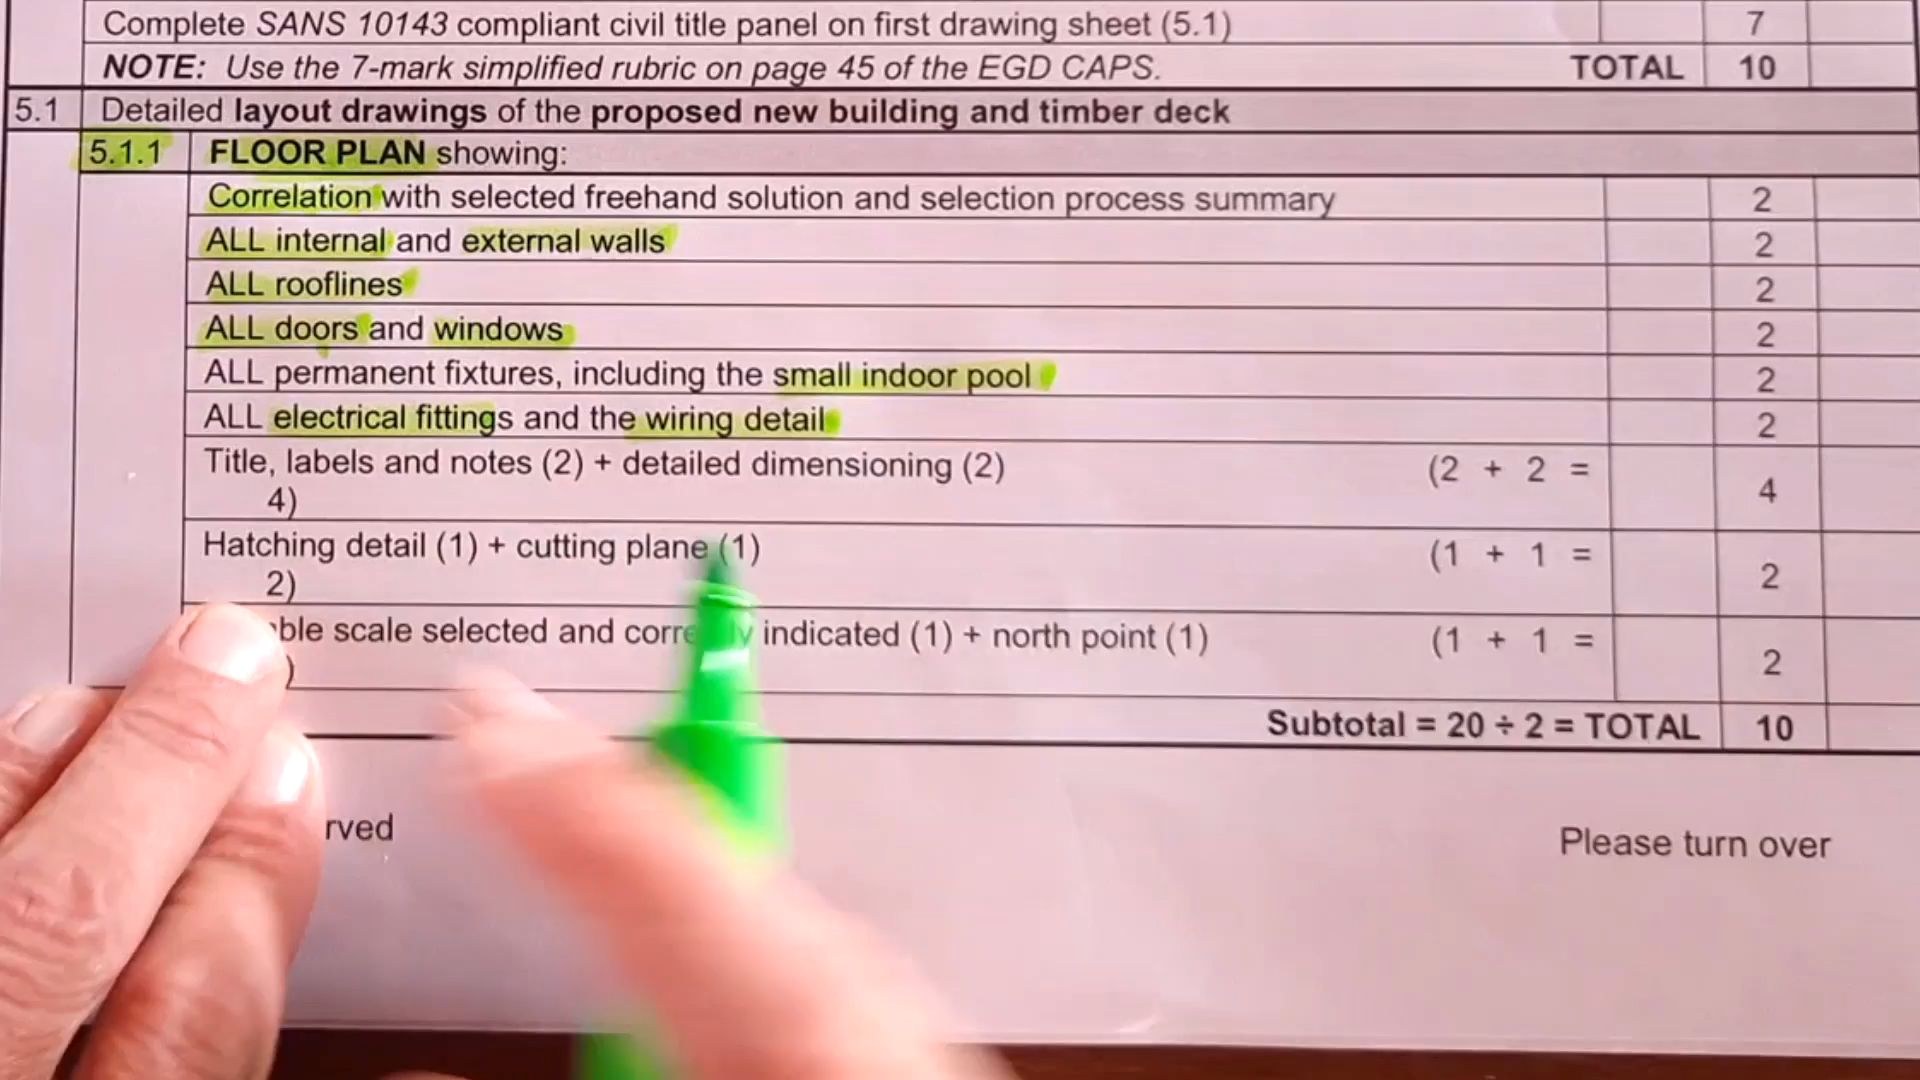 Complete SANS 10143 compliant civil title panel on first drawing sheet (5.1) 7
NOTE: Use the 7-mark simplified rubric on page 45 of the EGD CAPS. TOTAL 10
5.1 Detailed layout drawings of the proposed new building and timber deck
5.1.1 FLOOR PLAN showing:
Correlation with selected freehand solution and selection process summary 2
ALL internal and external walls 2
ALL rooflines 2
ALL doors and windows 2
ALL permanent fixtures, including the small indoor pool 2
ALL electrical fittings and the wiring detail 2
Title, labels and notes (2) + detailed dimensioning (2) (2 + 2 = 4
4)
Hatching detail (1) + cutting plane (1) (1 + 1 = 2
2)
scale selected and indicated (1) + north point (1) (1 + 1 = 2
)
Subtotal = 20 ÷ 2 = TOTAL 10
Please turn over